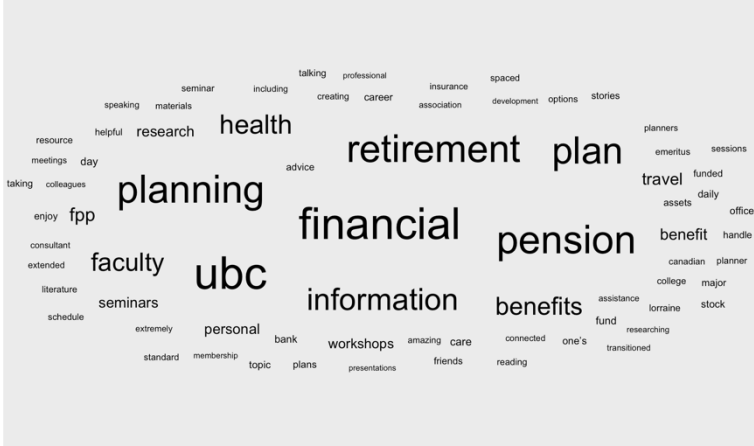 talking professional
seminar including insurance spaced
speaking materials creating career association development options stories
resource helpful research health planners
meetings day advice retirement plan emeritus sessions
taking colleagues planning travel funded
enjoy fpp financial assets daily office
consultant faculty pension benefit handle
extended ubc canadian planner
literature seminars information benefits assistance college major
schedule fund lorraine stock
extremely personal bank workshops amazing care connected one's researching
standard membership topic plans presentations friends reading transitioned